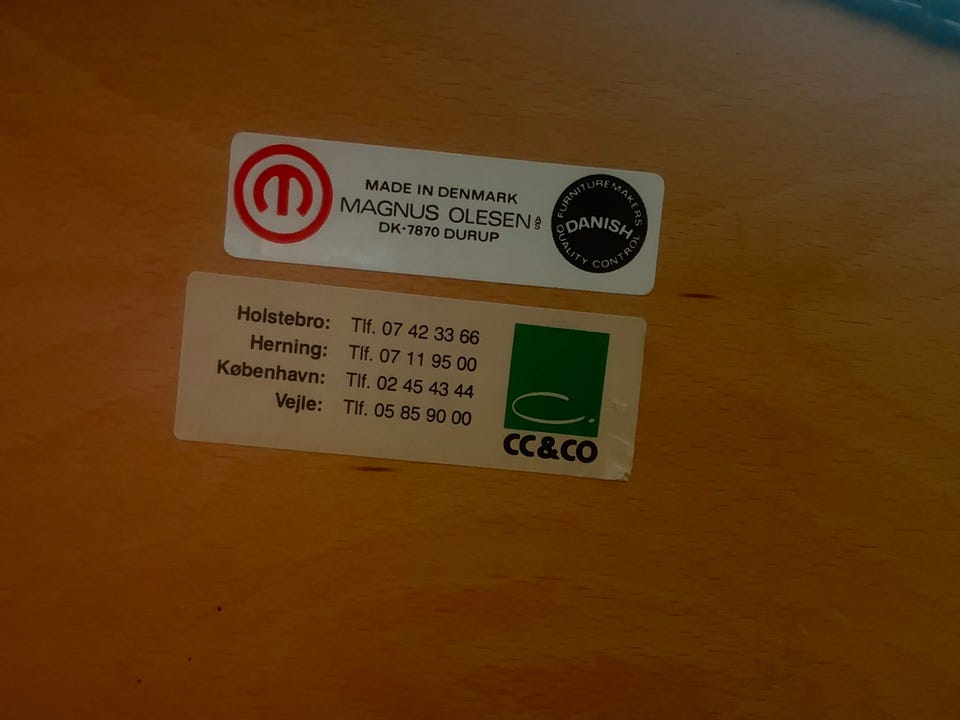 MADE IN DENMARK
MAGNUS OLESEN A/S
DK-7870 DURUP
FURNITUREMAKERS
DANISH
QUALITY CONTROL
Holstebro: Tlf. 07 42 33 66
Herning: Tlf. 07 11 95 00
København: Tlf. 02 45 43 44
Vejle: Tlf. 05 85 90 00
C.
CC&CO